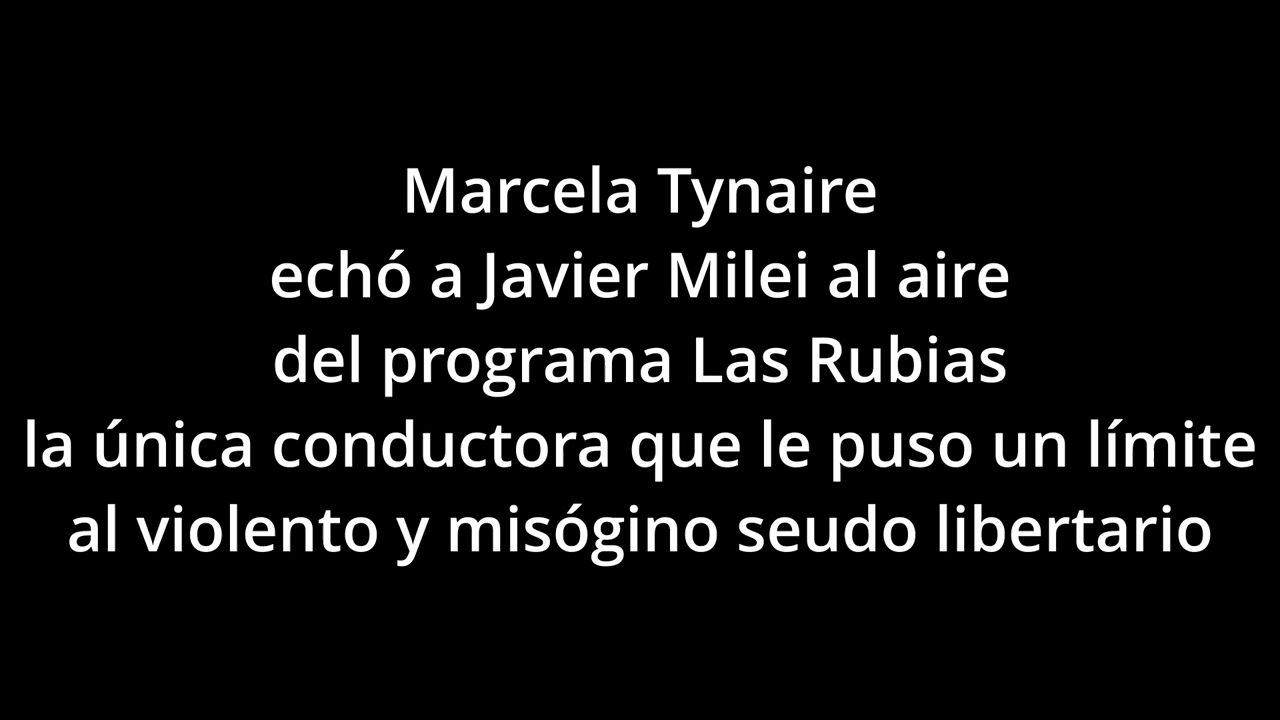 Marcela Tynaire
echó a Javier Milei al aire
del programa Las Rubias
la única conductora que le puso un límite
al violento y misógino seudo libertario